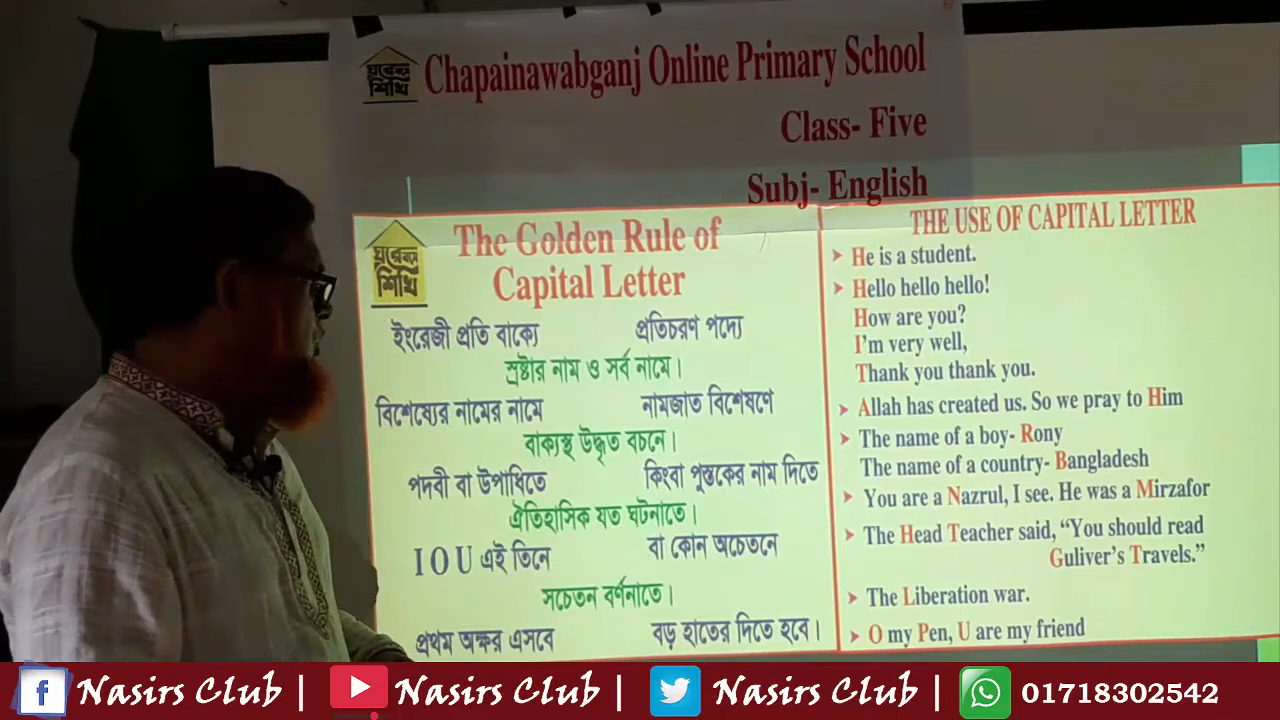 ঘরে বসে
শিখি
Chapainawabganj Online Primary School
Class- Five
Subj- English
ঘরে বসে
শিখি
The Golden Rule of
Capital Letter
ইংরেজী প্রতি বাক্যে প্রতিচরণ পদ্যে
স্রষ্টার নাম ও সর্ব নামে।
বিশেষ্যের নামের নামে নামজাত বিশেষণে
বাক্যস্থ উদ্ধৃত বচনে।
পদবী বা উপাধিতে কিংবা পুস্তকের নাম দিতে
ঐতিহাসিক যত ঘটনাতে।
I O U এই তিনে বা কোন অচেতনে
সচেতন বর্ণনাতে।
প্রথম অক্ষর এসবে বড় হাতের দিতে হবে।
THE USE OF CAPITAL LETTER
He is a student.
Hello hello hello!
How are you?
I'm very well,
Thank you thank you.
Allah has created us. So we pray to Him
The name of a boy- Rony
The name of a country- Bangladesh
You are a Nazrul, I see. He was a Mirzafor
The Head Teacher said, “You should read
Guliver's Travels.”
The Liberation war.
O my Pen, U are my friend
Nasirs Club | Nasirs Club | Nasirs Club | 01718302542